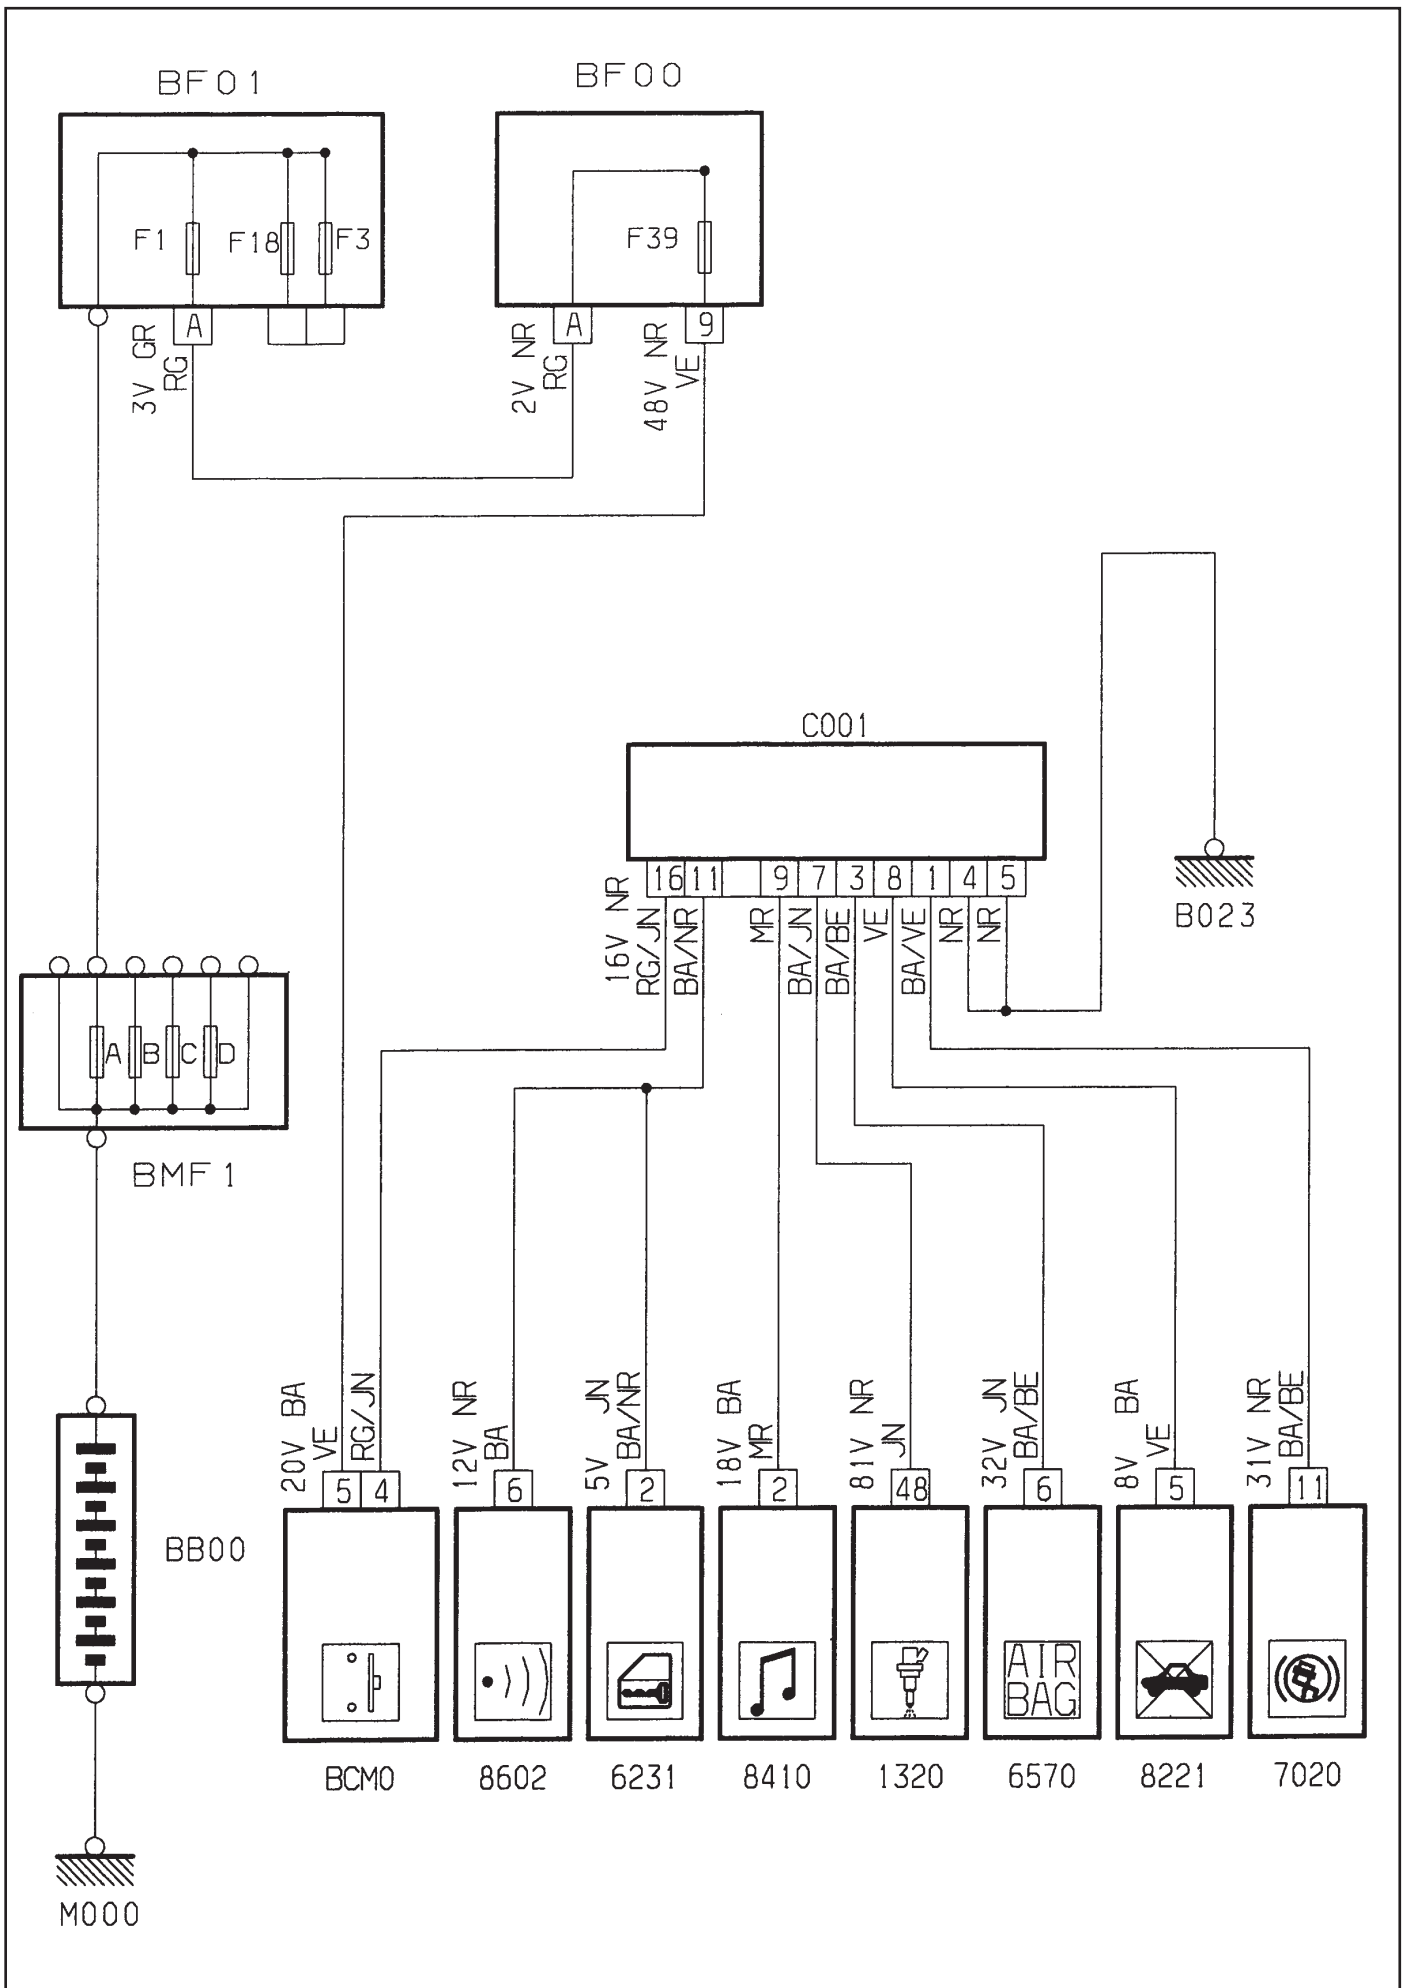 BF01
BF00
F1
F18
F3
F39
A
A
9
3V GR
RG
2V NR
RG
48V NR
VE
C001
16
11
9
7
3
8
1
4
5
16V NR
RG/JN
BA/NR
MR
BA/JN
BA/BE
VE
BA/VE
NR
NR
B023
A
B
C
D
BMF1
20V BA
VE
RG/JN
12V NR
BA
5V JN
BA/NR
18V BA
MR
81V NR
JN
32V JN
BA/BE
8V BA
VE
31V NR
BA/BE
5
4
6
2
2
48
6
5
11
BB00
AIR
BAG
BCM0
8602
6231
8410
1320
6570
8221
7020
M000